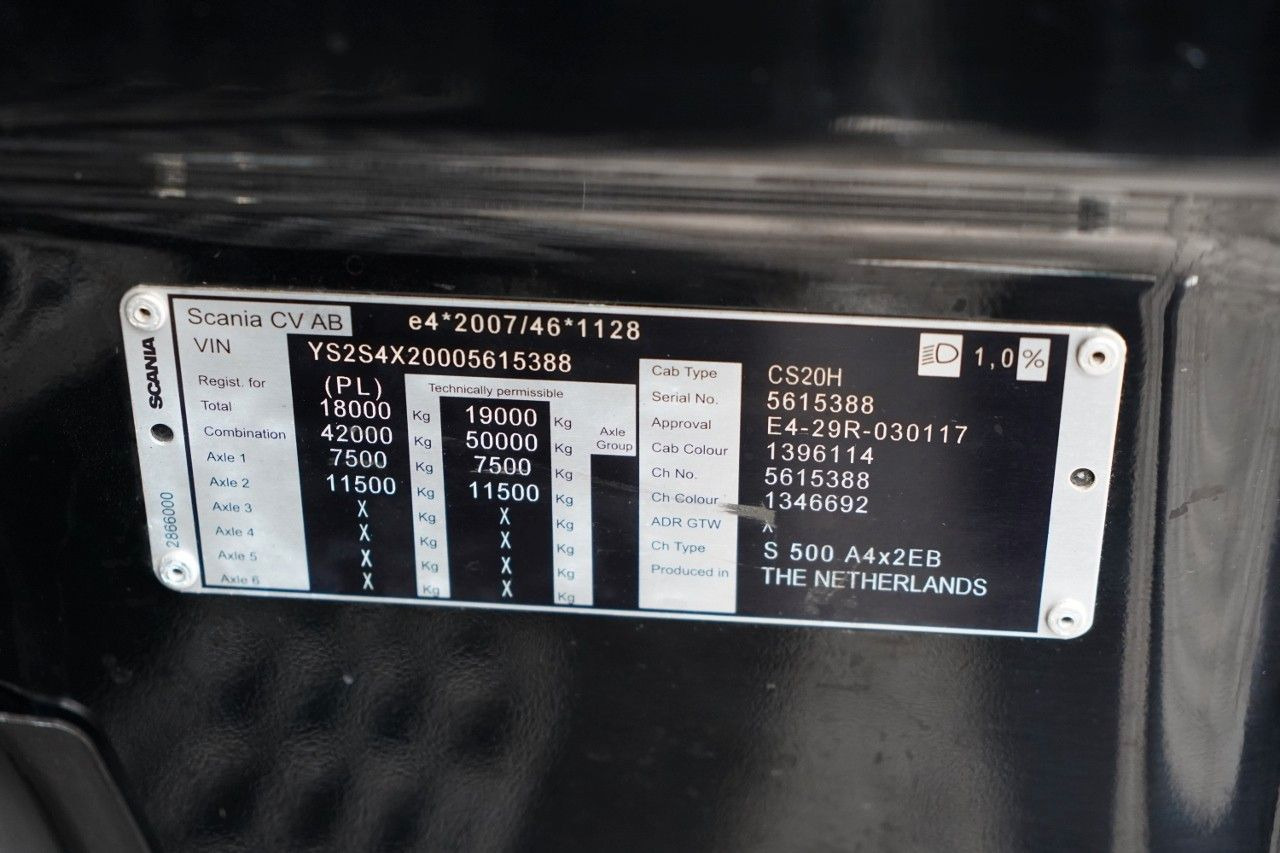 Scania CV AB e4*2007/46*1128
VIN YS2S4X20005615388
1,0 %
SCANIA
2866000
Regist. for (PL) Technically permissible
Total 18000 Kg 19000 Kg Axle Group
Combination 42000 Kg 50000 Kg
Axle 1 7500 Kg 7500 Kg
Axle 2 11500 Kg 11500 Kg
Axle 3 X Kg X Kg
Axle 4 X Kg X Kg
Axle 5 X Kg X Kg
Axle 6 X Kg X Kg
Cab Type CS20H
Serial No. 5615388
Approval E4-29R-030117
Cab Colour 1396114
Ch No. 5615388
Ch Colour 1346692
ADR GTW X
Ch Type S 500 A4x2EB
Produced in THE NETHERLANDS